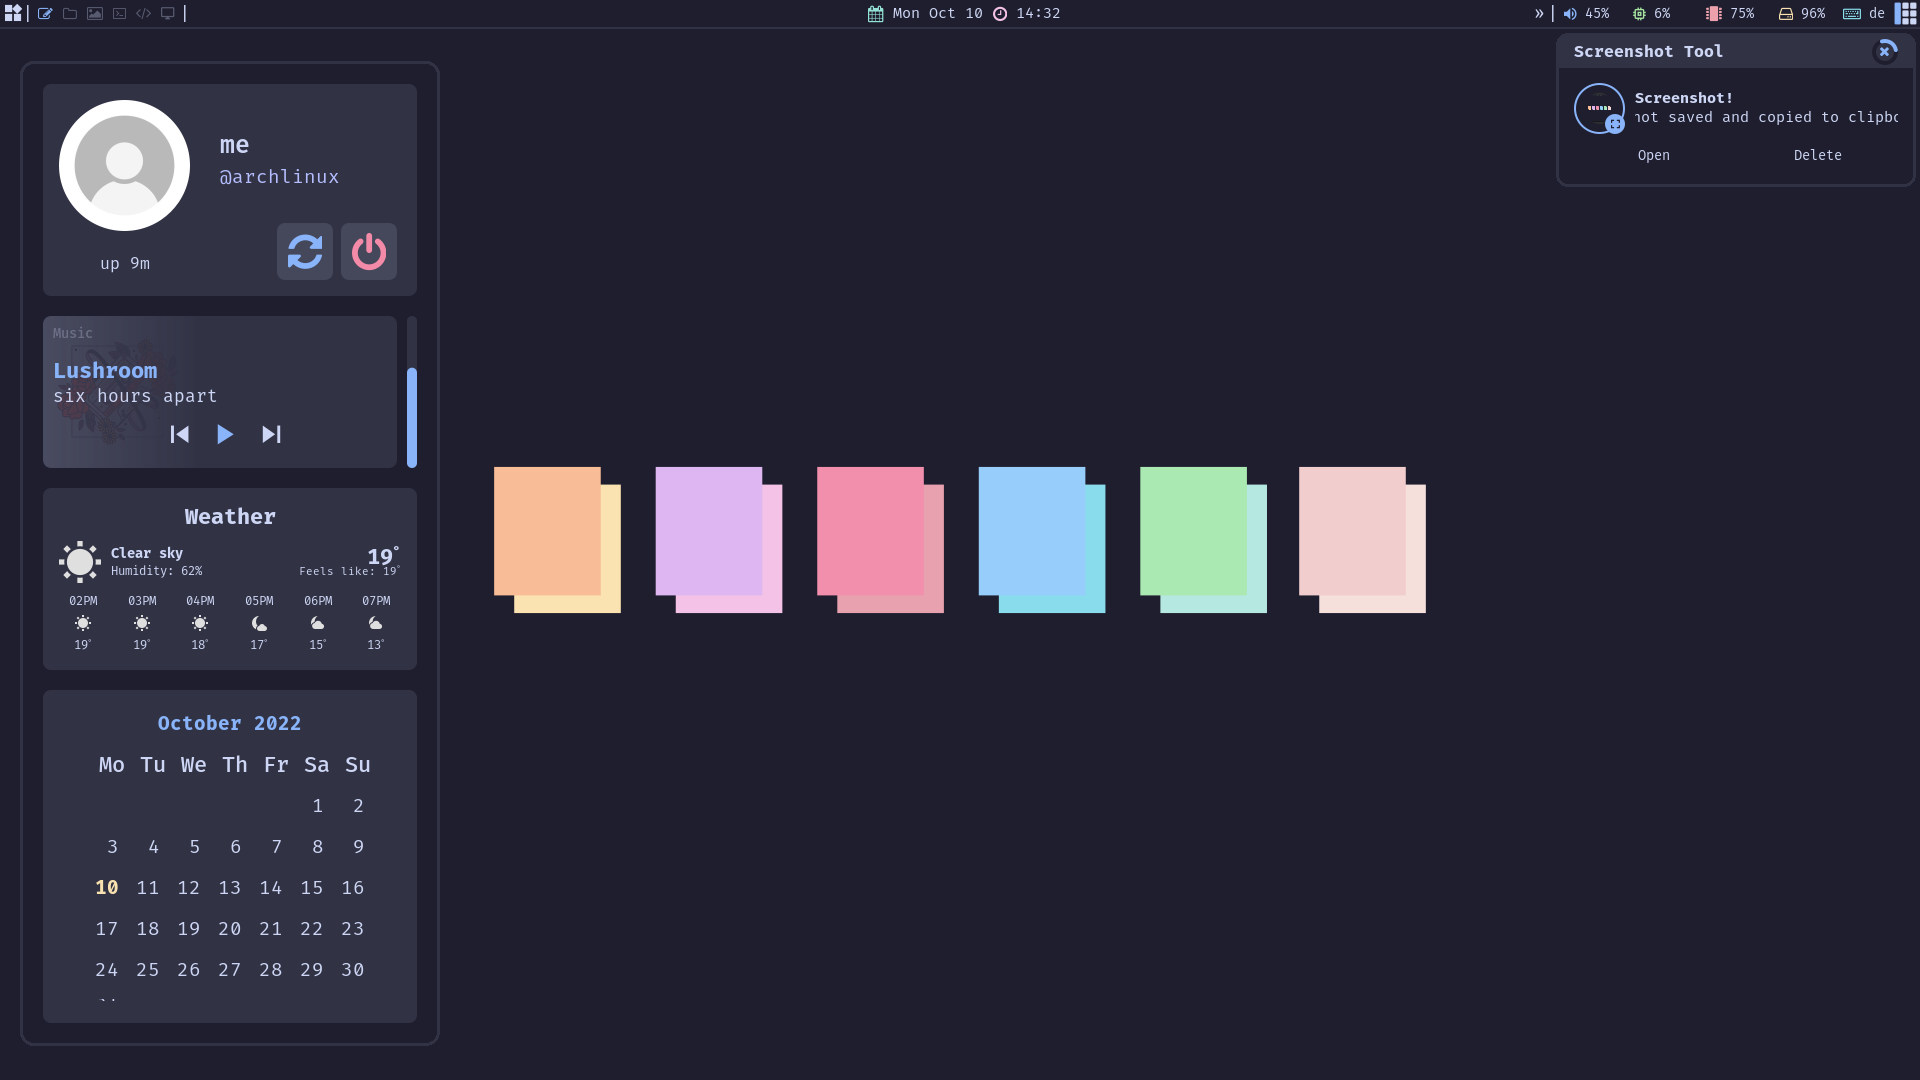 Mon Oct 10 14:32
45% 6% 75% 96% de
Screenshot Tool
Screenshot!
saved and copied to
Open Delete
me
@archlinux
up 9m
Music
Lushroom
six hours apart
Weather
Clear sky 19°
Humidity: 62% Feels like: 19°
02PM 03PM 04PM 05PM 06PM 07PM
19° 19° 18° 17° 15° 13°
October 2022
Mo Tu We Th Fr Sa Su
1 2
3 4 5 6 7 8 9
10 11 12 13 14 15 16
17 18 19 20 21 22 23
24 25 26 27 28 29 30